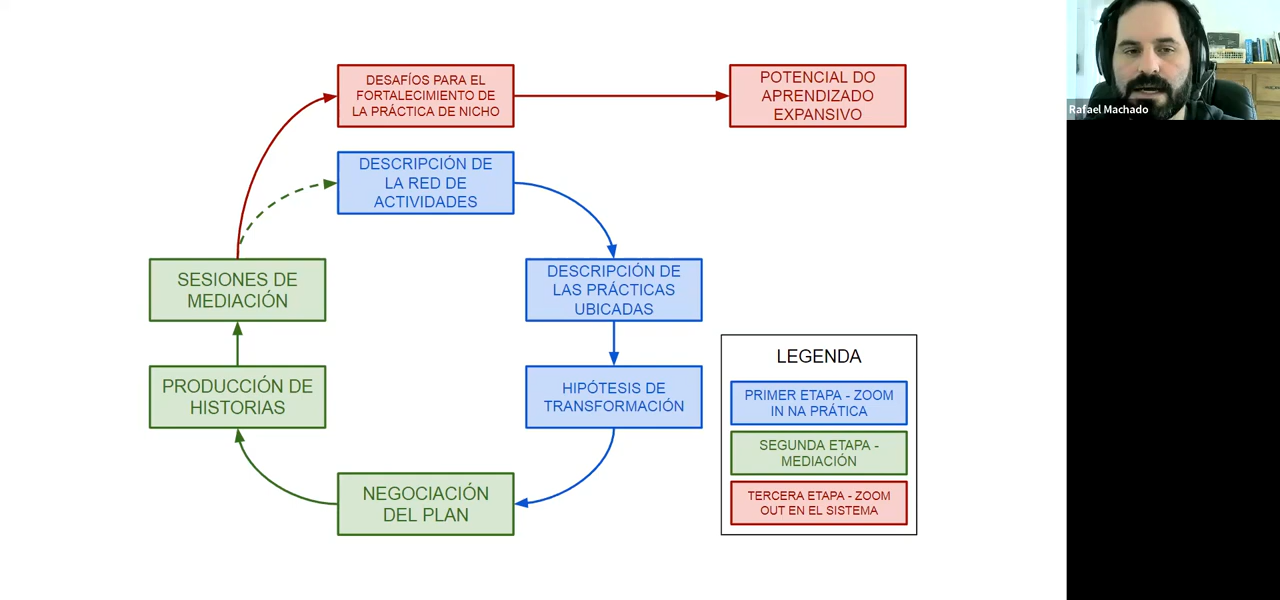 DESAFÍOS PARA EL
FORTALECIMIENTO DE
LA PRÁCTICA DE NICHO
POTENCIAL DO
APRENDIZADO
EXPANSIVO
Rafael Machado
DESCRIPCIÓN DE
LA RED DE
ACTIVIDADES
SESIONES DE
MEDIACIÓN
DESCRIPCIÓN DE
LAS PRÁCTICAS
UBICADAS
PRODUCCIÓN DE
HISTORIAS
HIPÓTESIS DE
TRANSFORMACIÓN
NEGOCIACIÓN
DEL PLAN
LEGENDA
PRIMER ETAPA - ZOOM
IN NA PRÁTICA
SEGUNDA ETAPA -
MEDIACIÓN
TERCERA ETAPA - ZOOM
OUT EN EL SISTEMA